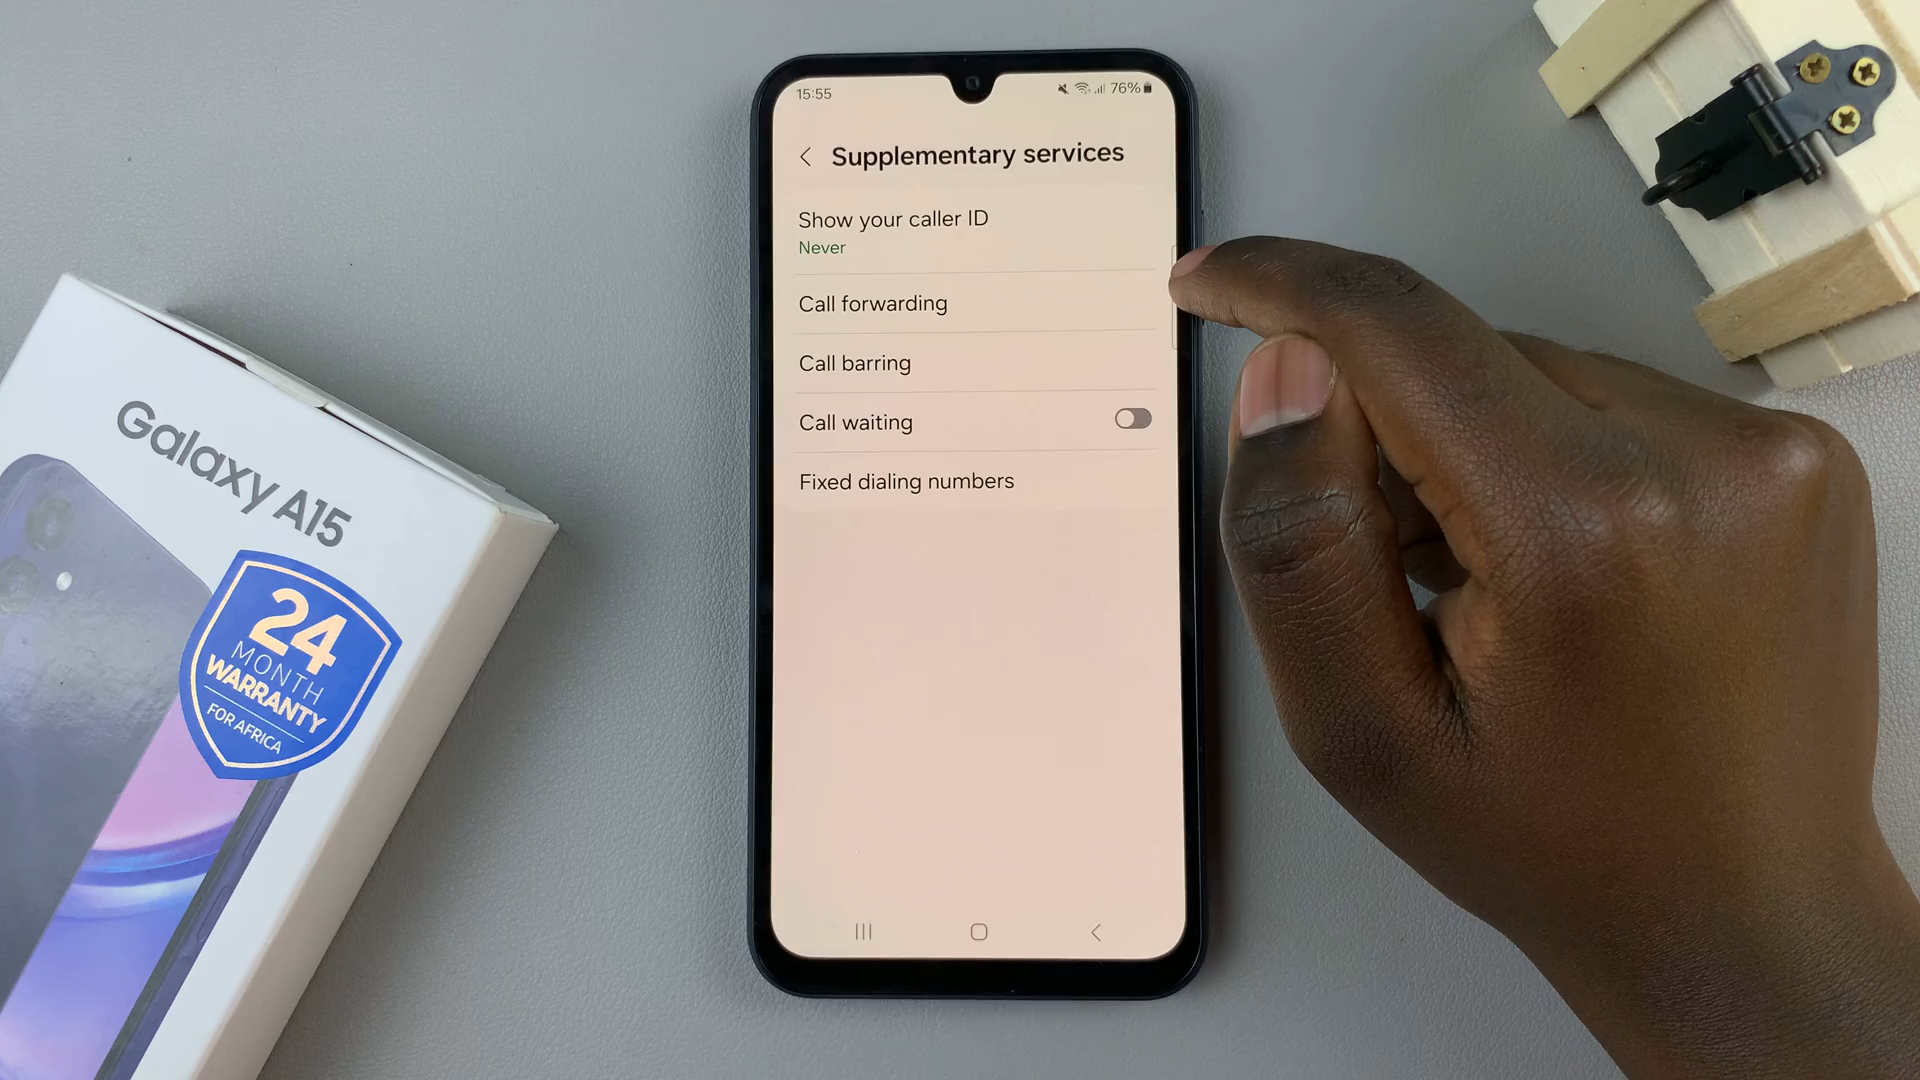 15:55
76%
Supplementary services
Show your caller ID
Never
Call forwarding
Call barring
Call waiting
Fixed dialing numbers
Galaxy A15
24
MONTH
WARRANTY
FOR AFRICA